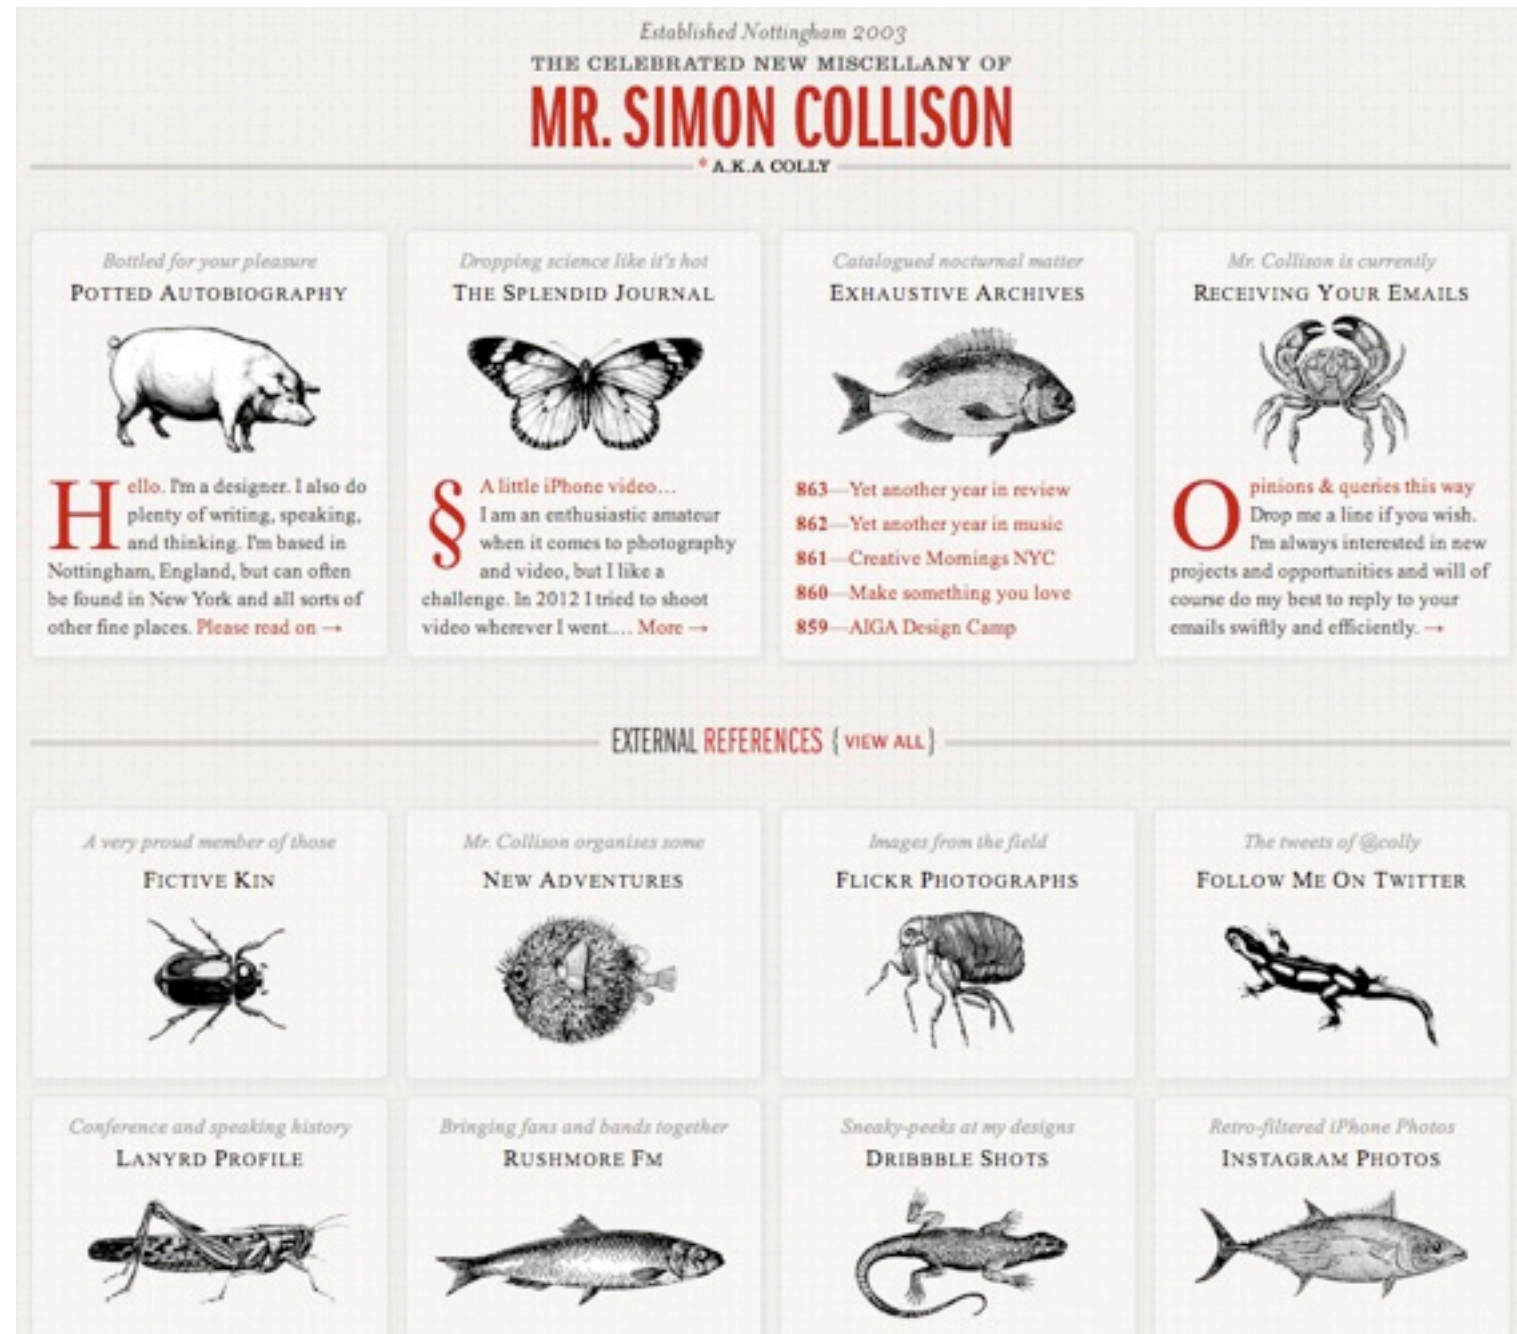 Established Nottingham 2003
THE CELEBRATED NEW MISCELLANY OF
MR. SIMON COLLISON
* A.K.A COLLY
Bottled for your pleasure
POTTED AUTOBIOGRAPHY
Hello. I'm a designer. I also do
plenty of writing, speaking,
and thinking. I'm based in
Nottingham, England, but can often
be found in New York and all sorts of
other fine places. Please read on →
Dropping science like it's hot
THE SPLENDID JOURNAL
§ A little iPhone video...
I am an enthusiastic amateur
when it comes to photography
and video, but I like a
challenge. In 2012 I tried to shoot
video wherever I went.... More →
Catalogued nocturnal matter
EXHAUSTIVE ARCHIVES
863—Yet another year in review
862—Yet another year in music
861—Creative Mornings NYC
860—Make something you love
859—AIGA Design Camp
Mr. Collison is currently
RECEIVING YOUR EMAILS
Opinions & queries this way
Drop me a line if you wish.
I'm always interested in new
projects and opportunities and will of
course do my best to reply to your
emails swiftly and efficiently. →
EXTERNAL REFERENCES { VIEW ALL }
A very proud member of those
FICTIVE KIN
Mr. Collison organises some
NEW ADVENTURES
Images from the field
FLICKR PHOTOGRAPHS
The tweets of @colly
FOLLOW ME ON TWITTER
Conference and speaking history
LANYRD PROFILE
Bringing fans and bands together
RUSHMORE FM
Sneaky-peeks at my designs
DRIBBBLE SHOTS
Retro-filtered iPhone Photos
INSTAGRAM PHOTOS